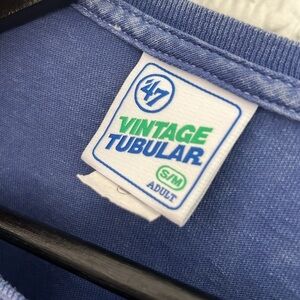 '47
VINTAGE
TUBULAR
S/M
ADULT